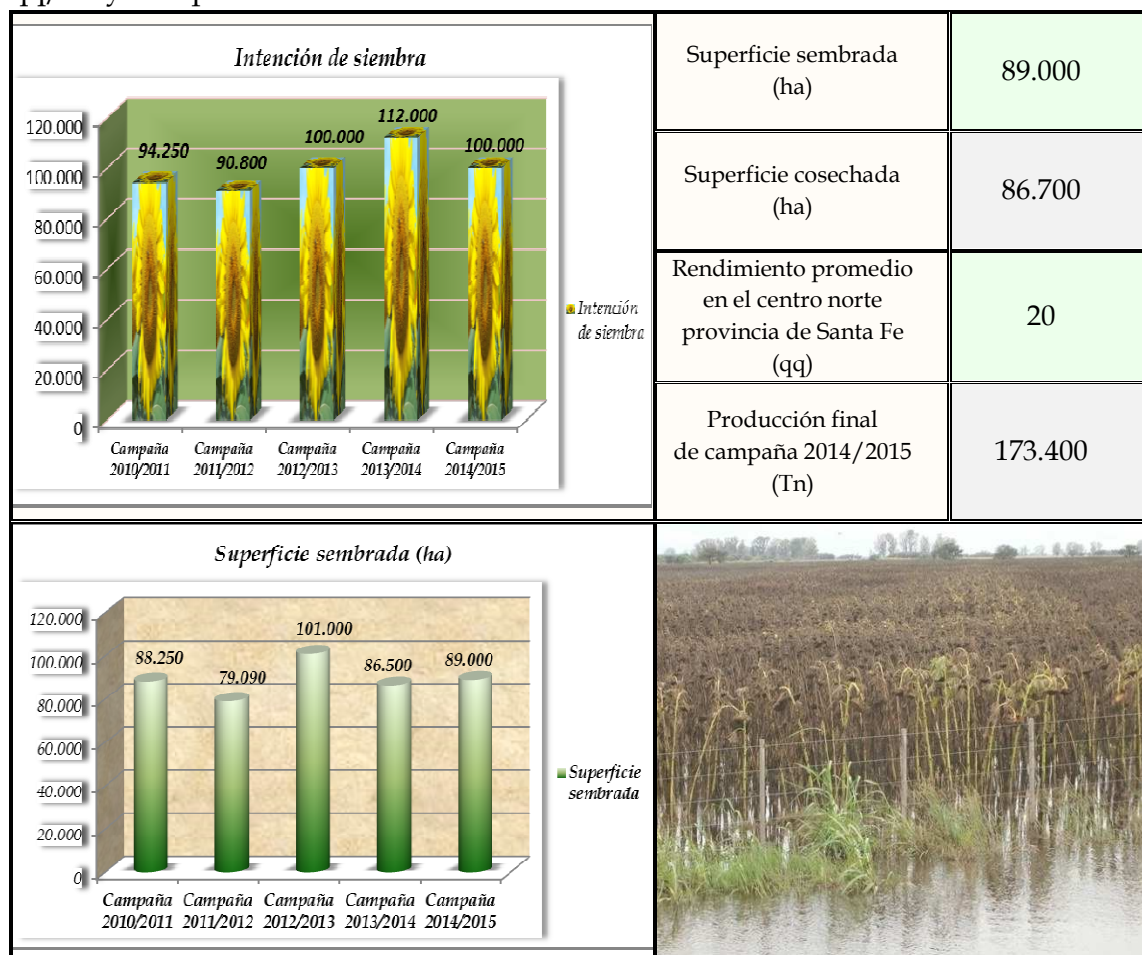 Intención de siembra
120.000
100.000
80.000
60.000
40.000
20.000
0
94.250
90.800
100.000
112.000
100.000
Campaña
2010/2011
Campaña
2011/2012
Campaña
2012/2013
Campaña
2013/2014
Campaña
2014/2015
Intención
de siembra
Superficie sembrada
(ha)
89.000
Superficie cosechada
(ha)
86.700
Rendimiento promedio
en el centro norte
provincia de Santa Fe
(qq)
20
Producción final
de campaña 2014/2015
(Tn)
173.400
Superficie sembrada (ha)
120.000
100.000
80.000
60.000
40.000
20.000
0
88.250
79.090
101.000
86.500
89.000
Campaña
2010/2011
Campaña
2011/2012
Campaña
2012/2013
Campaña
2013/2014
Campaña
2014/2015
Superficie
sembrada